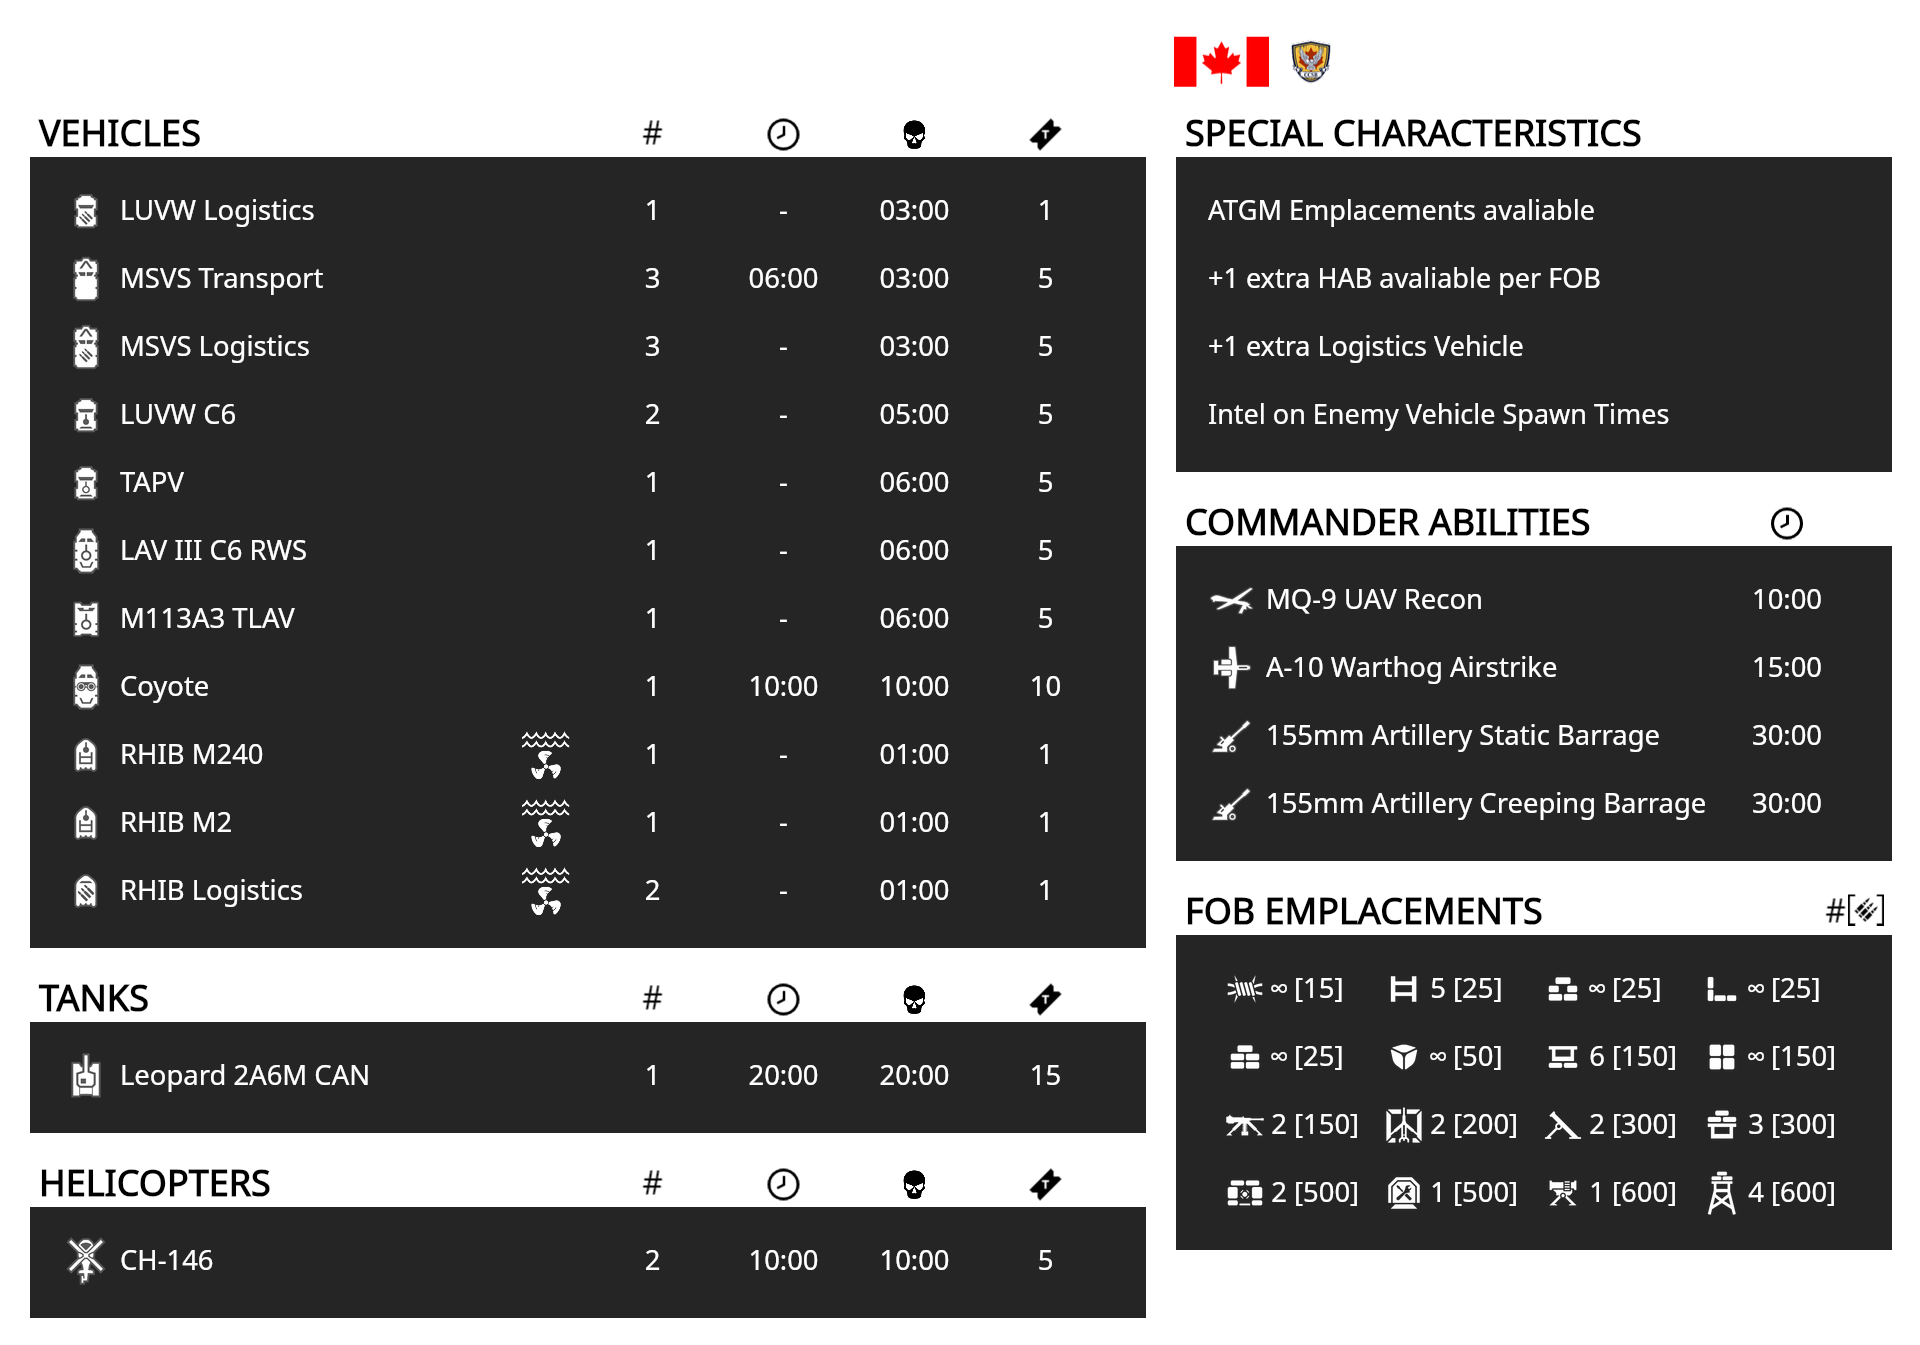 VEHICLES #
LUVW Logistics 1 - 03:00 1
MSVS Transport 3 06:00 03:00 5
MSVS Logistics 3 - 03:00 5
LUVW C6 2 - 05:00 5
TAPV 1 - 06:00 5
LAV III C6 RWS 1 - 06:00 5
M113A3 TLAV 1 - 06:00 5
Coyote 1 10:00 10:00 10
RHIB M240 1 - 01:00 1
RHIB M2 1 - 01:00 1
RHIB Logistics 2 - 01:00 1
TANKS #
Leopard 2A6M CAN 1 20:00 20:00 15
HELICOPTERS #
CH-146 2 10:00 10:00 5
SPECIAL CHARACTERISTICS
ATGM Emplacements avaliable
+1 extra HAB avaliable per FOB
+1 extra Logistics Vehicle
Intel on Enemy Vehicle Spawn Times
COMMANDER ABILITIES
MQ-9 UAV Recon 10:00
A-10 Warthog Airstrike 15:00
155mm Artillery Static Barrage 30:00
155mm Artillery Creeping Barrage 30:00
FOB EMPLACEMENTS #[]
∞ [15] 5 [25] ∞ [25] ∞ [25]
∞ [25] ∞ [50] 6 [150] ∞ [150]
2 [150] 2 [200] 2 [300] 3 [300]
2 [500] 1 [500] 1 [600] 4 [600]